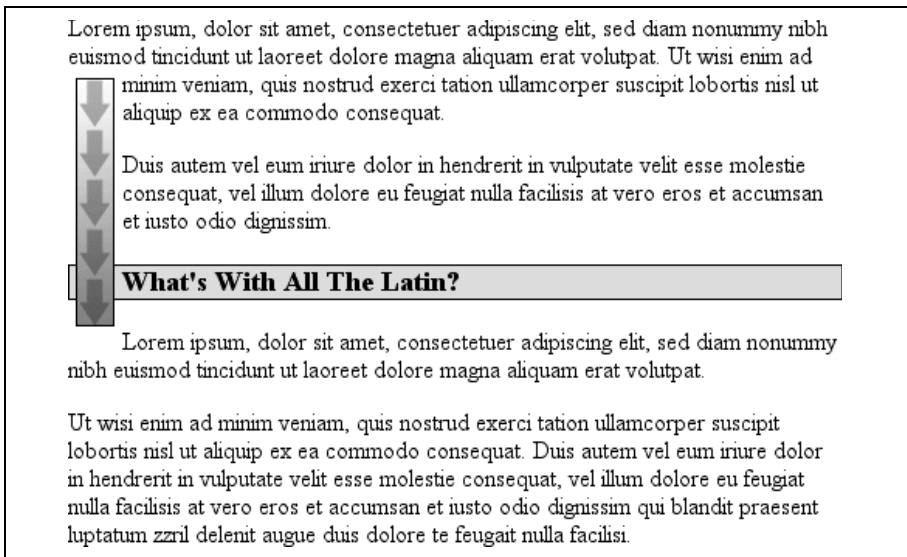 Lorem ipsum, dolor sit amet, consectetuer adipiscing elit, sed diam nonummy nibh
euismod tincidunt ut laoreet dolore magna aliquam erat volutpat. Ut wisi enim ad
minim veniam, quis nostrud exerci tation ullamcorper suscipit lobortis nisl ut
aliquip ex ea commodo consequat.
Duis autem vel eum iriure dolor in hendrerit in vulputate velit esse molestie
consequat, vel illum dolore eu feugiat nulla facilisis at vero eros et accumsan
et iusto odio dignissim.
What's With All The Latin?
Lorem ipsum, dolor sit amet, consectetuer adipiscing elit, sed diam nonummy
nibh euismod tincidunt ut laoreet dolore magna aliquam erat volutpat.
Ut wisi enim ad minim veniam, quis nostrud exerci tation ullamcorper suscipit
lobortis nisl ut aliquip ex ea commodo consequat. Duis autem vel eum iriure dolor
in hendrerit in vulputate velit esse molestie consequat, vel illum dolore eu feugiat
nulla facilisis at vero eros et accumsan et iusto odio dignissim qui blandit praesent
luptatum zzril delenit augue duis dolore te feugait nulla facilisi.